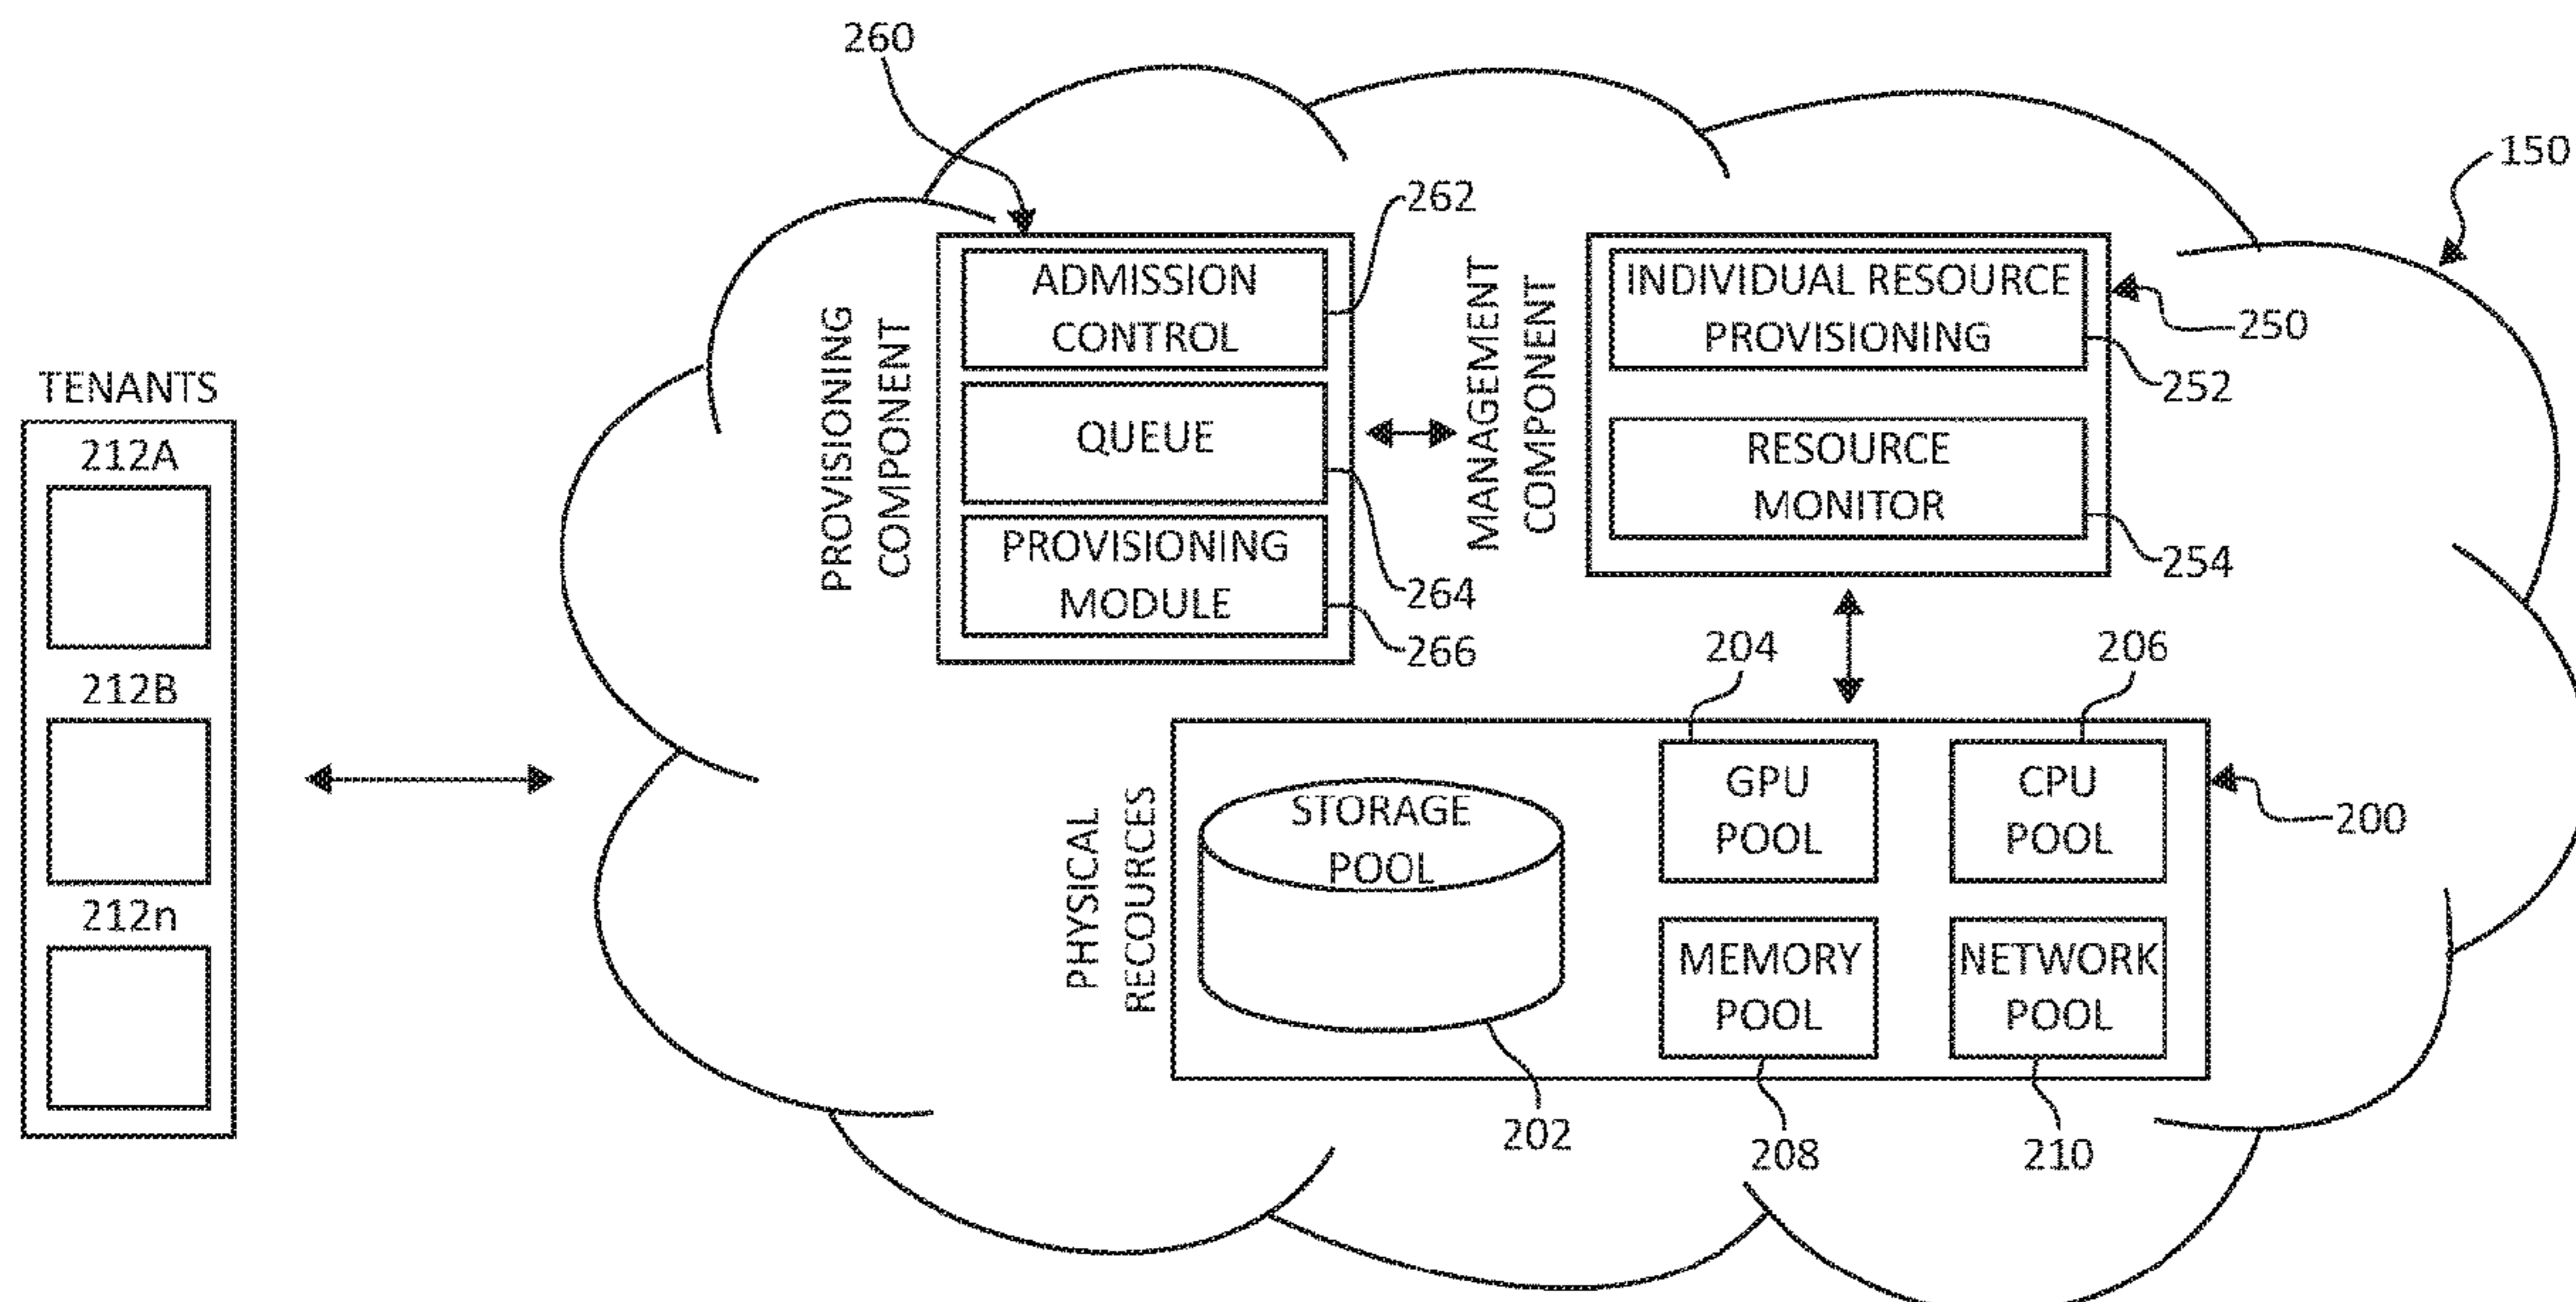 260
150
262
PROVISIONING
COMPONENT
ADMISSION
CONTROL
QUEUE
PROVISIONING
MODULE
264
266
MANAGEMENT
COMPONENT
INDIVIDUAL RESOURCE
PROVISIONING
250
252
RESOURCE
MONITOR
254
TENANTS
212A
212B
212n
204
206
PHYSICAL
RECOURCES
STORAGE
POOL
GPU
POOL
CPU
POOL
200
MEMORY
POOL
NETWORK
POOL
202
208
210